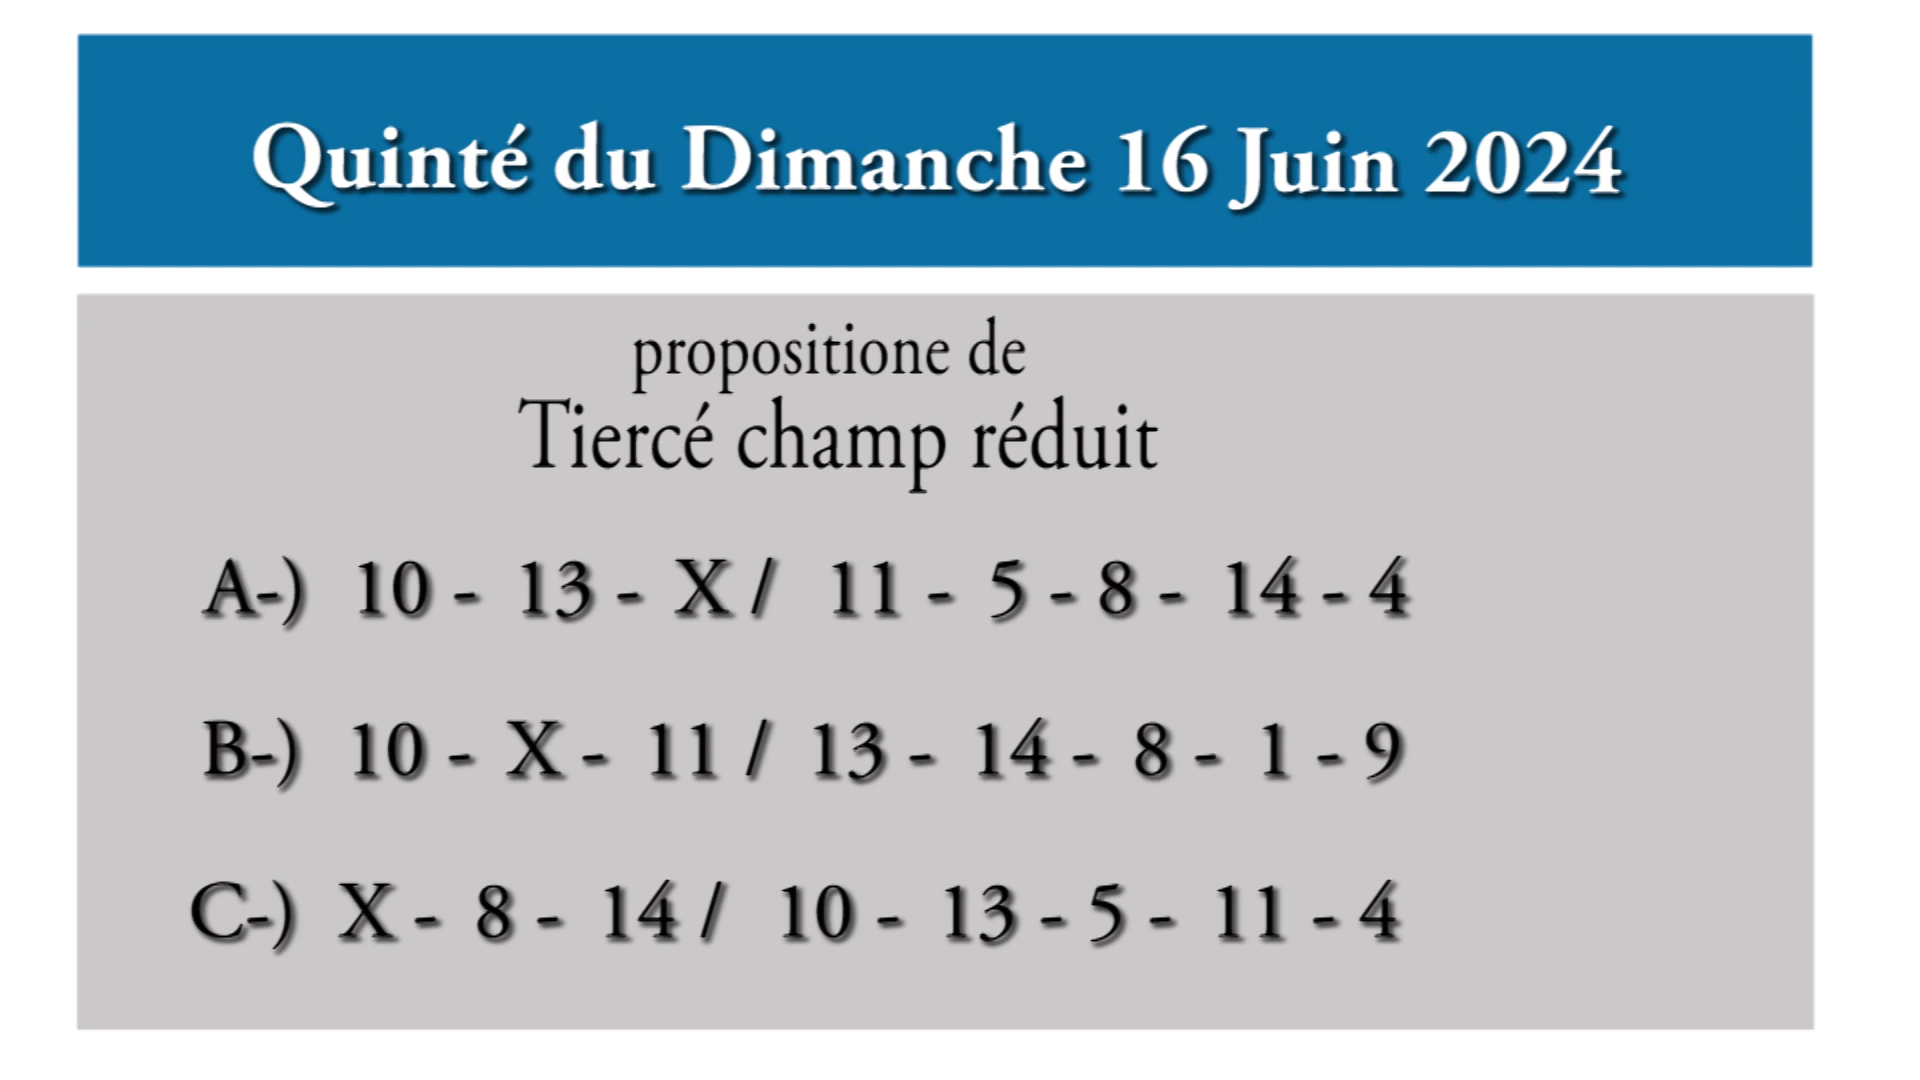 Quinté du Dimanche 16 Juin 2024
propositione de
Tiercé champ réduit
A-) 10 - 13 - X / 11 - 5 - 8 - 14 - 4
B-) 10 - X - 11 / 13 - 14 - 8 - 1 - 9
C-) X - 8 - 14 / 10 - 13 - 5 - 11 - 4